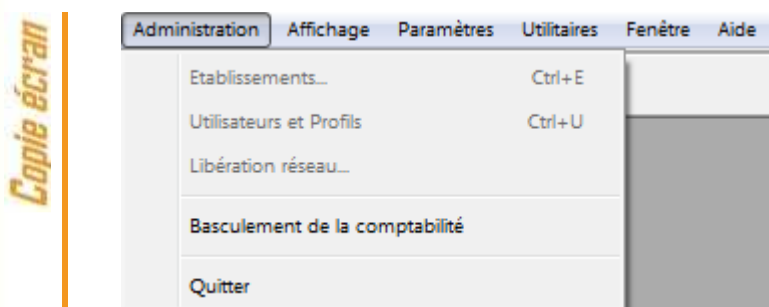 Copie écran
Administration Affichage Paramètres Utilitaires Fenêtre Aide
Etablissements... Ctrl+E
Utilisateurs et Profils Ctrl+U
Libération réseau...
Basculement de la comptabilité
Quitter